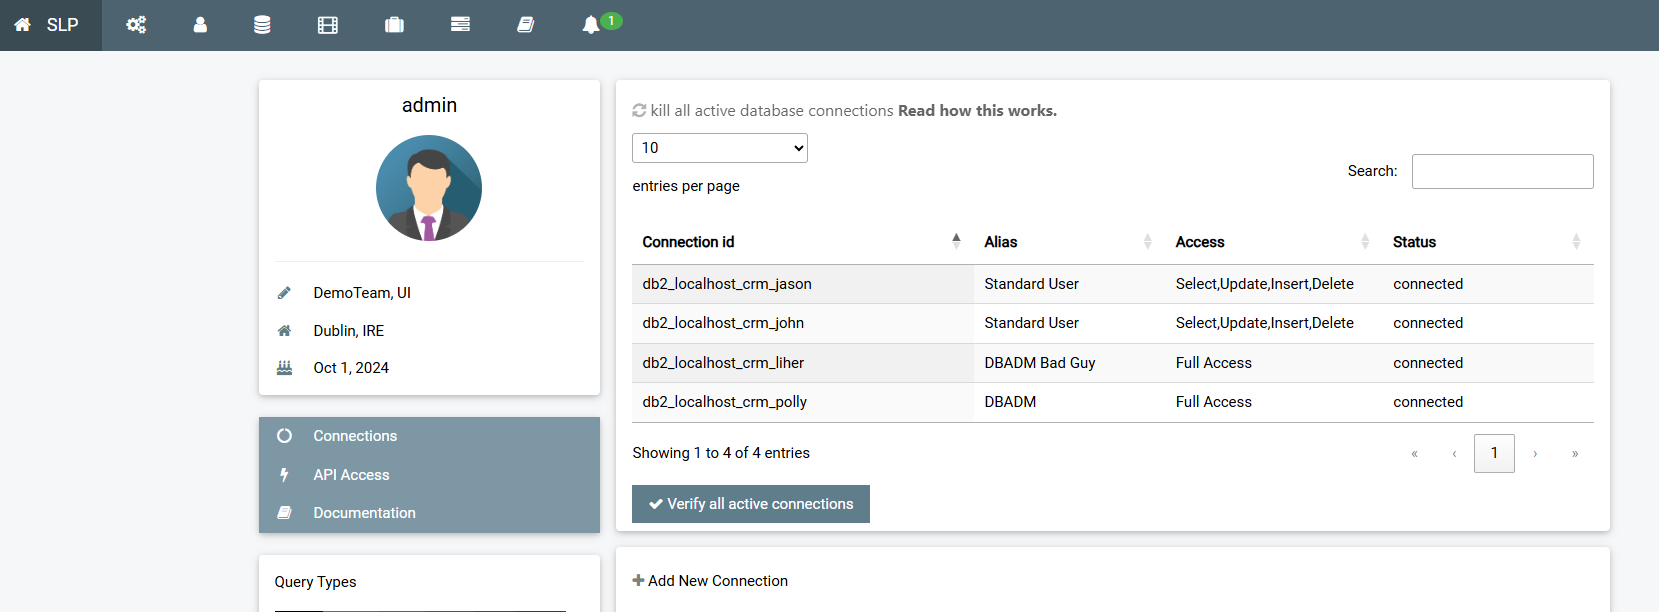 SLP
1
admin
DemoTeam, UI
Dublin, IRE
Oct 1, 2024
Connections
API Access
Documentation
Query Types
kill all active database connections Read how this works.
10
entries per page
Search:
Connection id Alias Access Status
db2_localhost_crm_jason Standard User Select,Update,Insert,Delete connected
db2_localhost_crm_john Standard User Select,Update,Insert,Delete connected
db2_localhost_crm_liher DBADM Bad Guy Full Access connected
db2_localhost_crm_polly DBADM Full Access connected
Showing 1 to 4 of 4 entries « ‹ 1 › »
Verify all active connections
Add New Connection